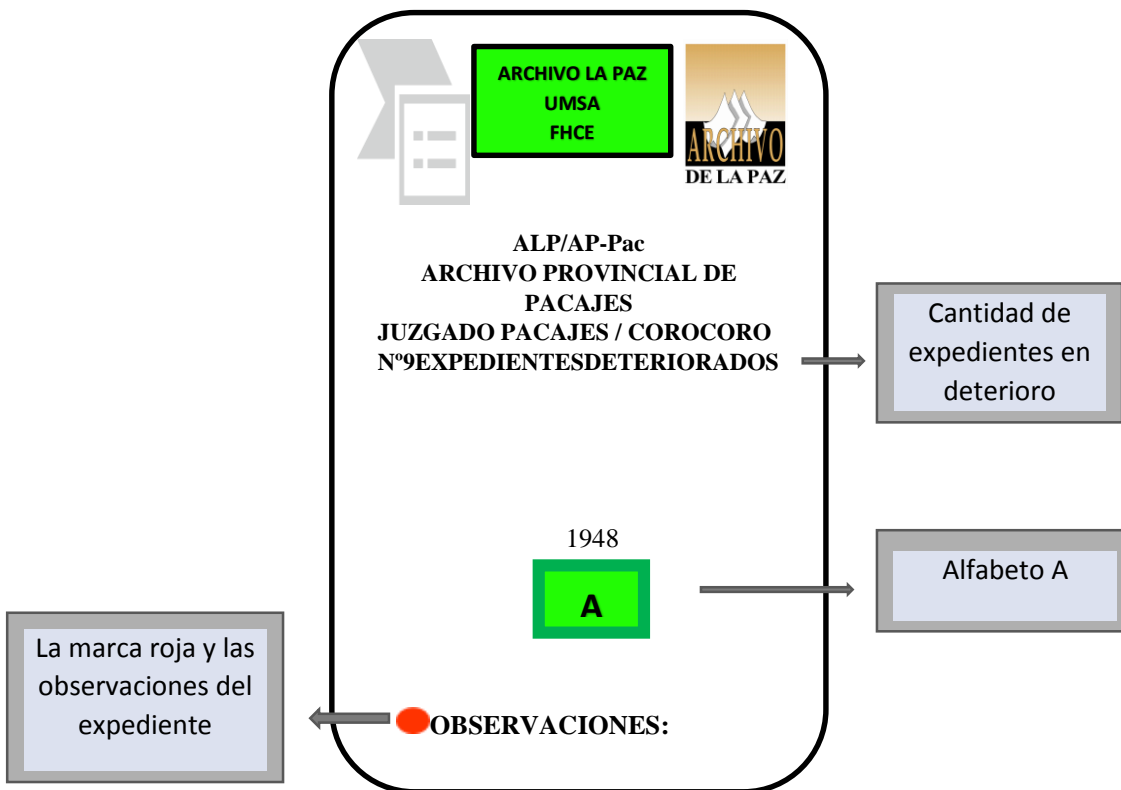 ARCHIVO LA PAZ
UMSA
FHCE
ARCHIVO
DE LA PAZ
ALP/AP-Pac
ARCHIVO PROVINCIAL DE
PACAJES
JUZGADO PACAJES / COROCORO
Nº9EXPEDIENTESDETERIORADOS
Cantidad de
expedientes en
deterioro
1948
A
Alfabeto A
La marca roja y las
observaciones del
expediente
OBSERVACIONES: